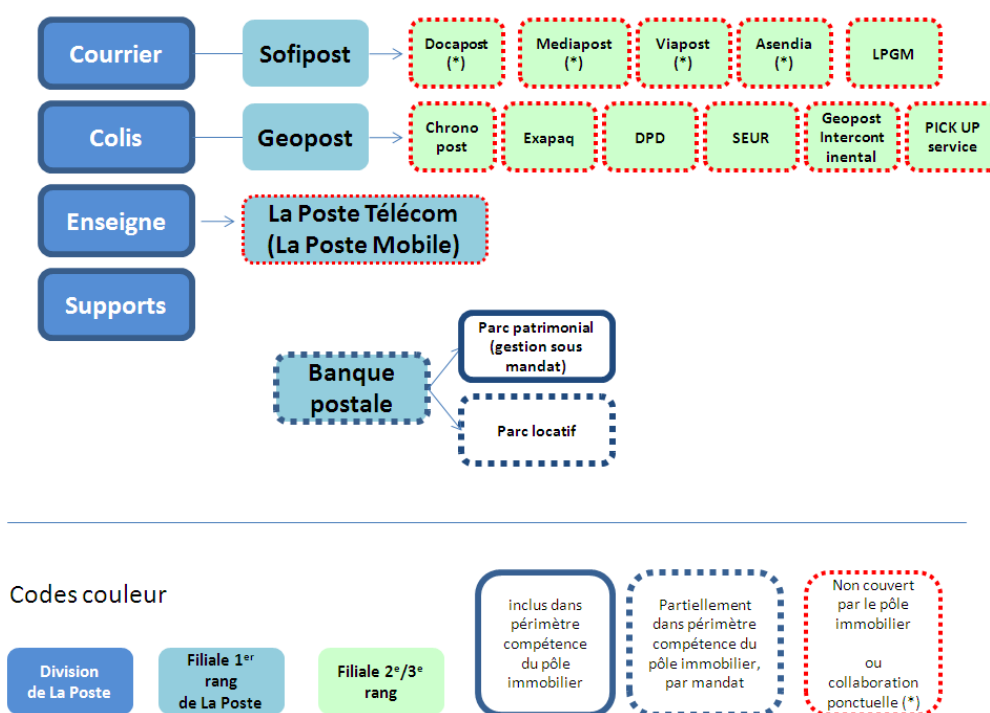 Courrier
Sofipost
Docapost
(*)
Mediapost
(*)
Viapost
(*)
Asendia
(*)
LPGM
Colis
Geopost
Chrono
post
Exapaq
DPD
SEUR
Geopost
Intercont
inental
PICK UP
service
Enseigne
La Poste Télécom
(La Poste Mobile)
Supports
Banque
postale
Parc patrimonial
(gestion sous
mandat)
Parc locatif
Codes couleur
Division
de La Poste
Filiale 1er
rang
de La Poste
Filiale 2e/3e
rang
inclus dans
périmètre
compétence
du pôle
immobilier
Partiellement
dans périmètre
compétence du
pôle immobilier,
par mandat
Non couvert
par le pôle
immobilier
ou
collaboration
ponctuelle (*)